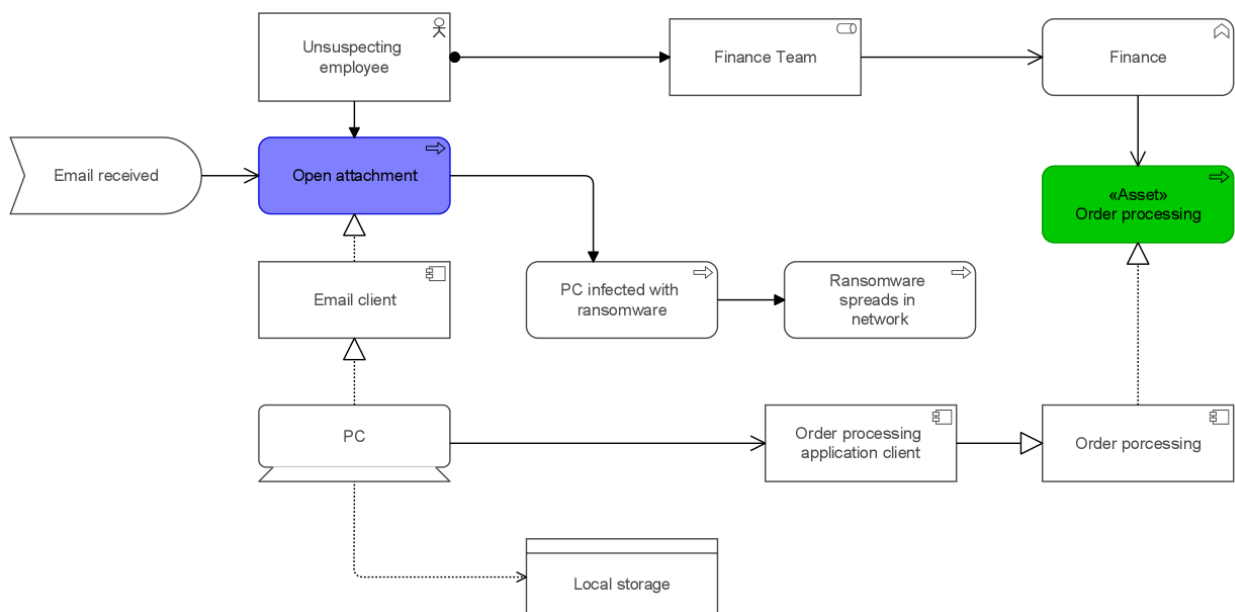 Unsuspecting
employee
Finance Team
Finance
Email received
Open attachment
«Asset»
Order processing
Email client
PC infected with
ransomware
Ransomware
spreads in
network
PC
Order processing
application client
Order porcessing
Local storage